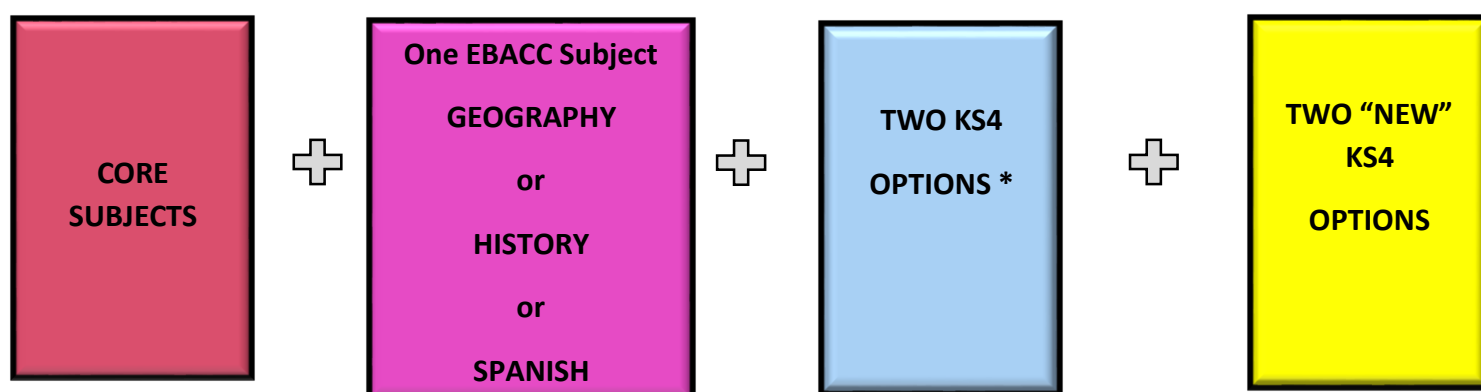 CORE
SUBJECTS
One EBACC Subject
GEOGRAPHY
or
HISTORY
or
SPANISH
TWO KS4
OPTIONS *
TWO “NEW”
KS4
OPTIONS